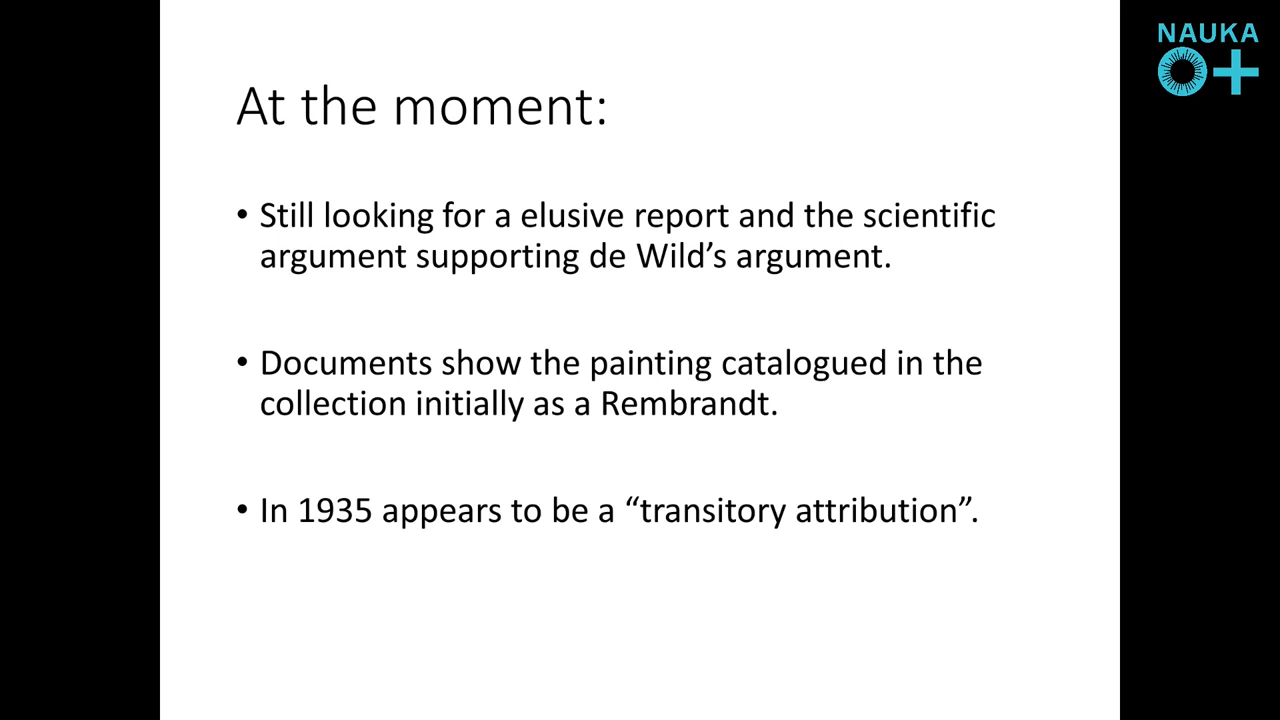 NAUKA
0+
At the moment:
• Still looking for a elusive report and the scientific
argument supporting de Wild’s argument.
• Documents show the painting catalogued in the
collection initially as a Rembrandt.
• In 1935 appears to be a “transitory attribution”.